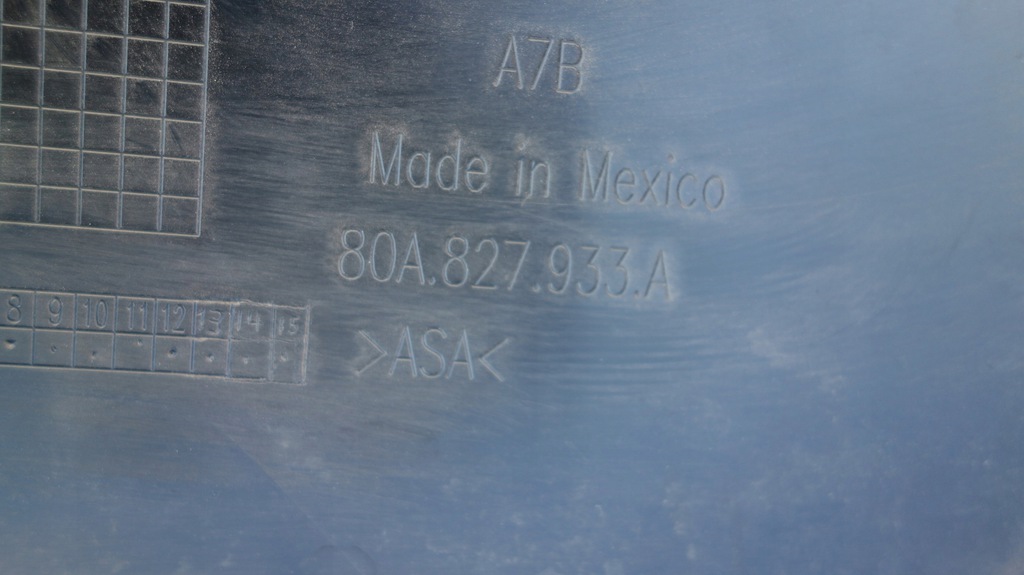 A7B
Made in Mexico
80A.827.933.A
8 9 10 11 12 13 14 15
>ASA<